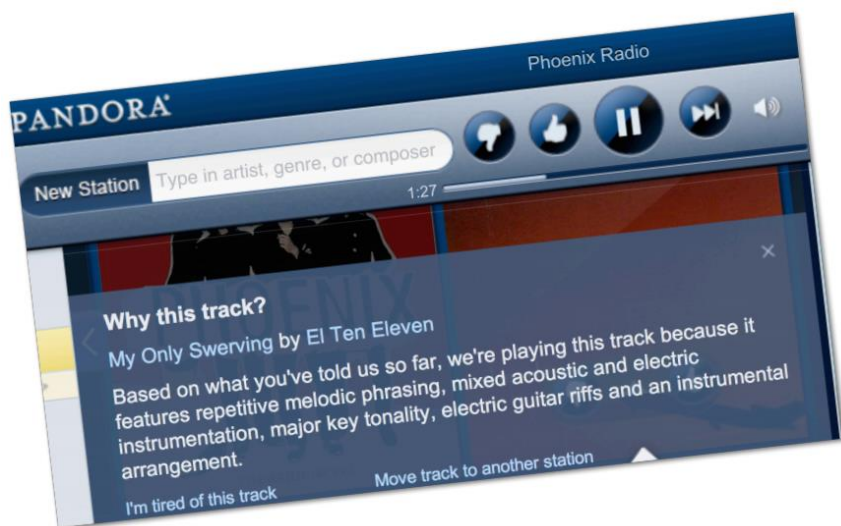 Phoenix Radio
PANDORA
New Station
Type in artist, genre, or composer
1:27
PHOENIX
Why this track?
My Only Swerving by El Ten Eleven
Based on what you've told us so far, we're playing this track because it
features repetitive melodic phrasing, mixed acoustic and electric
instrumentation, major key tonality, electric guitar riffs and an instrumental
arrangement.
I'm tired of this track
Move track to another station